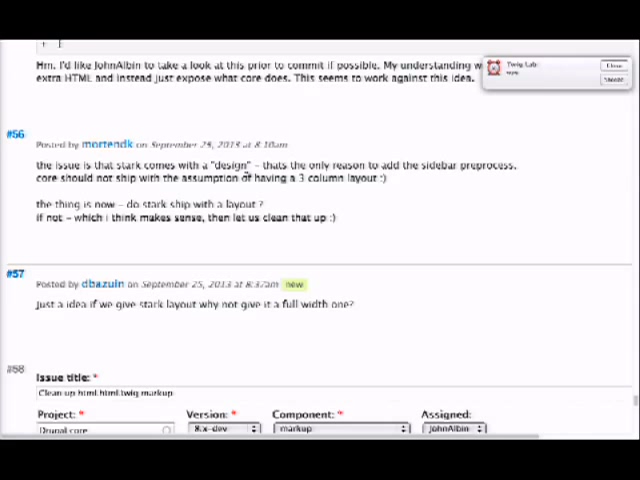 Hm. I'd like JohnAlbin to take a look at this prior to commit if possible. My understanding w
extra HTML and instead just expose what core does. This seems to work against this idea.
Twig Lab
now
Close
Snooze
#56
Posted by mortendk on September 25, 2013 at 8:10am
the issue is that stark comes with a "design" - thats the only reason to add the sidebar preprocess.
core should not ship with the assumption of having a 3 column layout :)
the thing is now - do stark ship with a layout ?
if not - which i think makes sense, then let us clean that up :)
#57
Posted by dbazuin on September 25, 2013 at 8:37am new
Just a idea if we give stark layout why not give it a full width one?
#58
Issue title: *
Clean up html.html.twig markup
Project: * Version: * Component: * Assigned:
Drupal core 8.x-dev markup JohnAlbin